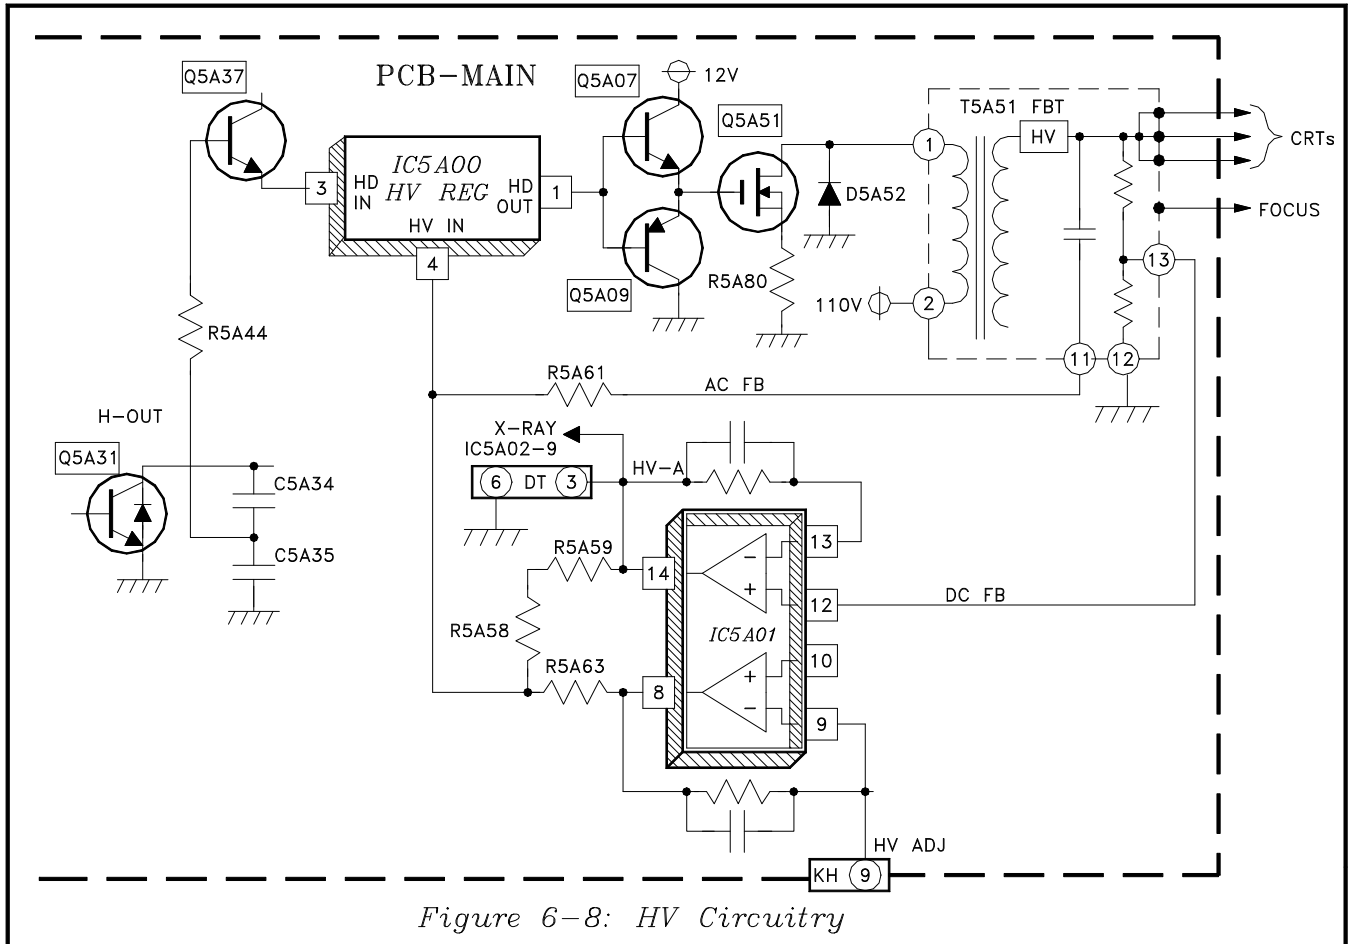 Q5A37
PCB-MAIN
Q5A07
12V
Q5A51
T5A51 FBT
HV
CRTs
FOCUS
IC5A00
HV REG
HD
IN
HD
OUT
HV IN
3
1
4
D5A52
R5A80
Q5A09
110V
1
2
13
11
12
R5A44
R5A61
AC FB
H-OUT
Q5A31
C5A34
C5A35
X-RAY
IC5A02-9
6 DT 3
HV-A
R5A59
R5A58
R5A63
14
8
13
12
10
9
- +
+ -
IC5A01
DC FB
HV ADJ
KH 9
Figure 6-8: HV Circuitry